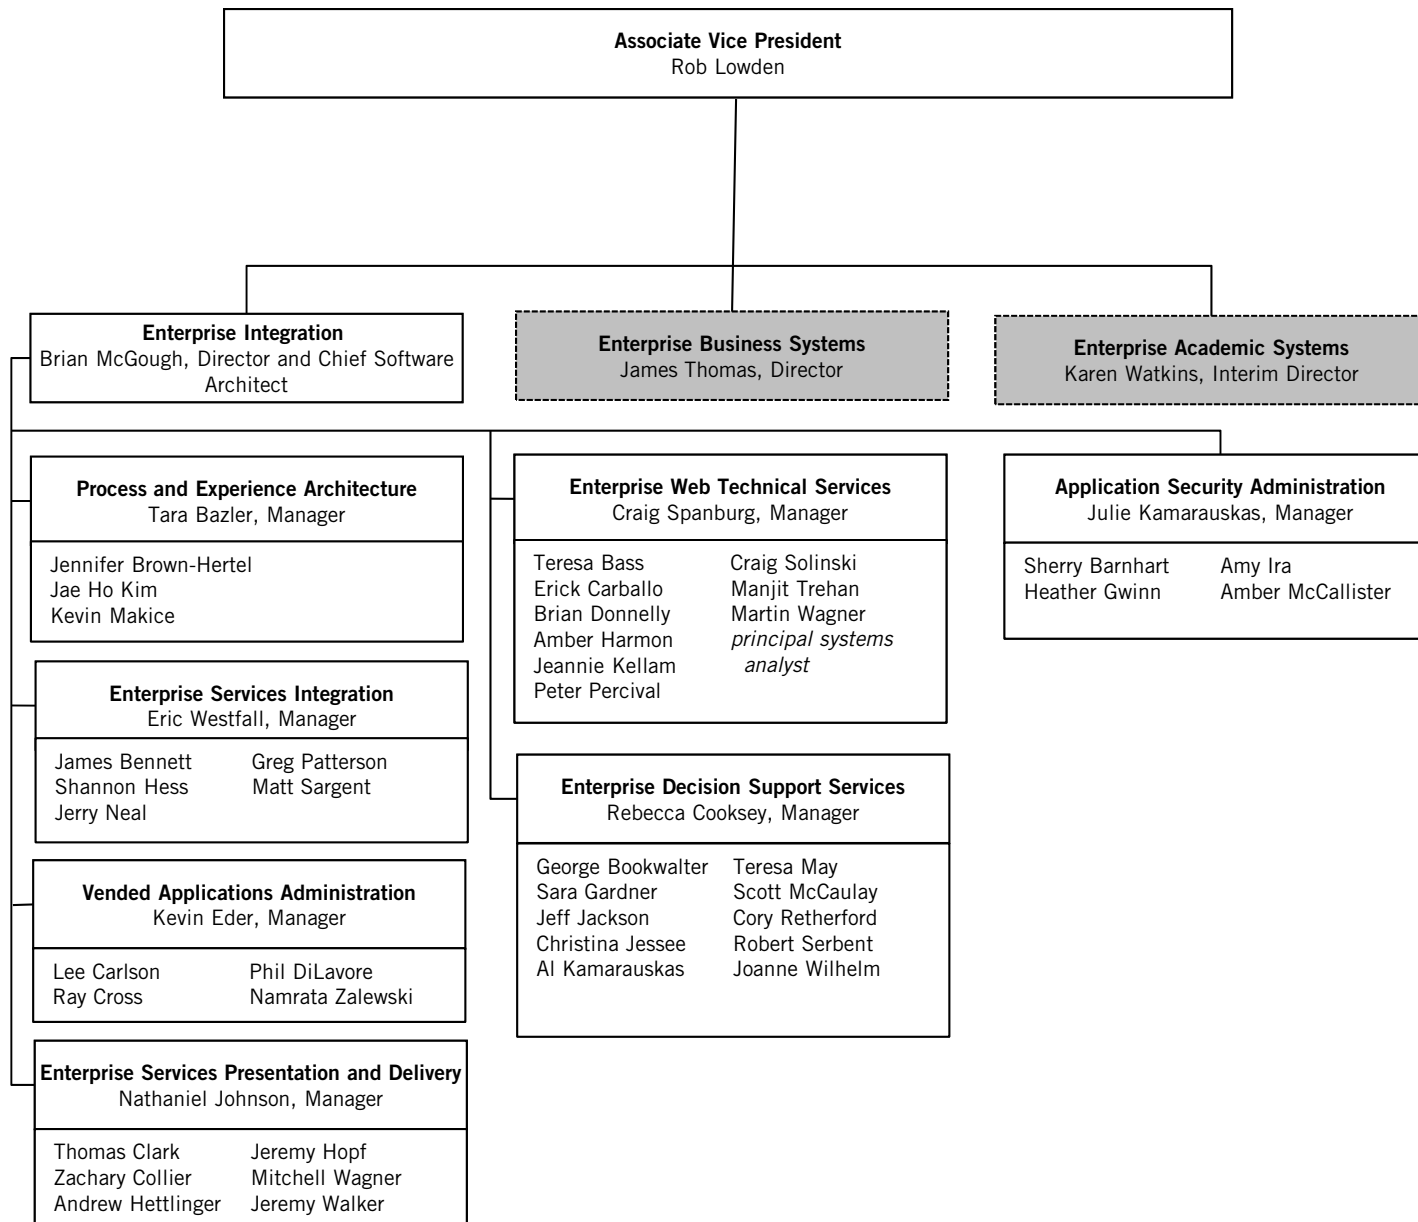 Associate Vice President
Rob Lowden
Enterprise Integration
Brian McGough, Director and Chief Software
Architect
Enterprise Business Systems
James Thomas, Director
Enterprise Academic Systems
Karen Watkins, Interim Director
Process and Experience Architecture
Tara Bazler, Manager
Jennifer Brown-Hertel
Jae Ho Kim
Kevin Makice
Enterprise Services Integration
Eric Westfall, Manager
James Bennett
Shannon Hess
Jerry Neal
Greg Patterson
Matt Sargent
Vended Applications Administration
Kevin Eder, Manager
Lee Carlson
Ray Cross
Phil DiLavore
Namrata Zalewski
Enterprise Services Presentation and Delivery
Nathaniel Johnson, Manager
Thomas Clark
Zachary Collier
Andrew Hettlinger
Jeremy Hopf
Mitchell Wagner
Jeremy Walker
Enterprise Web Technical Services
Craig Spanburg, Manager
Teresa Bass
Erick Carballo
Brian Donnelly
Amber Harmon
Jeannie Kellam
Peter Percival
Craig Solinski
Manjit Trehan
Martin Wagner
principal systems
analyst
Enterprise Decision Support Services
Rebecca Cooksey, Manager
George Bookwalter
Sara Gardner
Jeff Jackson
Christina Jessee
Al Kamarauskas
Teresa May
Scott McCaulay
Cory Retherford
Robert Serbent
Joanne Wilhelm
Application Security Administration
Julie Kamarauskas, Manager
Sherry Barnhart
Heather Gwinn
Amy Ira
Amber McCallister